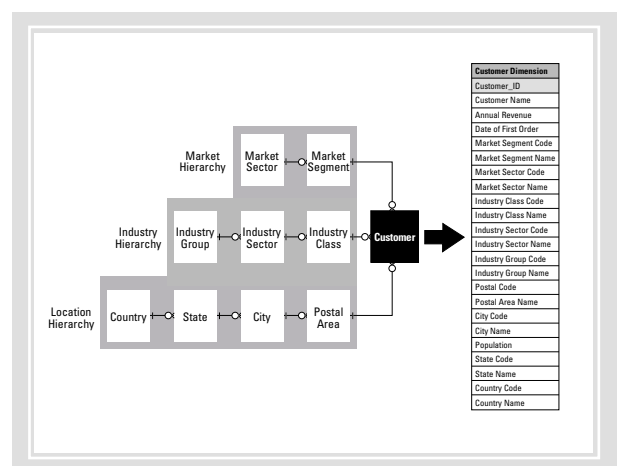 Market
Hierarchy
Market
Sector
Market
Segment
Industry
Hierarchy
Industry
Group
Industry
Sector
Industry
Class
Customer
Location
Hierarchy
Country
State
City
Postal
Area
Customer Dimension
Customer_ID
Customer Name
Annual Revenue
Date of First Order
Market Segment Code
Market Segment Name
Market Sector Code
Market Sector Name
Industry Class Code
Industry Class Name
Industry Sector Code
Industry Sector Name
Industry Group Code
Industry Group Name
Postal Code
Postal Area Name
City Code
City Name
Population
State Code
State Name
Country Code
Country Name